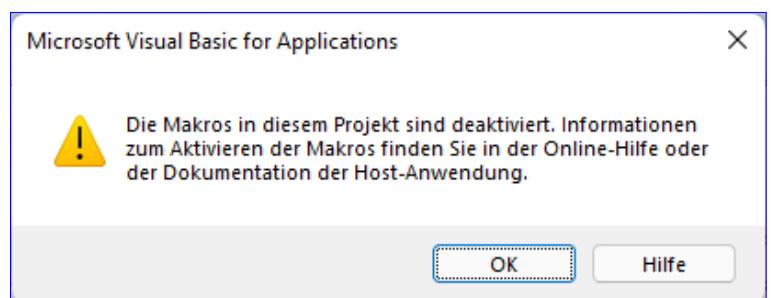 Microsoft Visual Basic for Applications
Die Makros in diesem Projekt sind deaktiviert. Informationen
zum Aktivieren der Makros finden Sie in der Online-Hilfe oder
der Dokumentation der Host-Anwendung.
OK
Hilfe